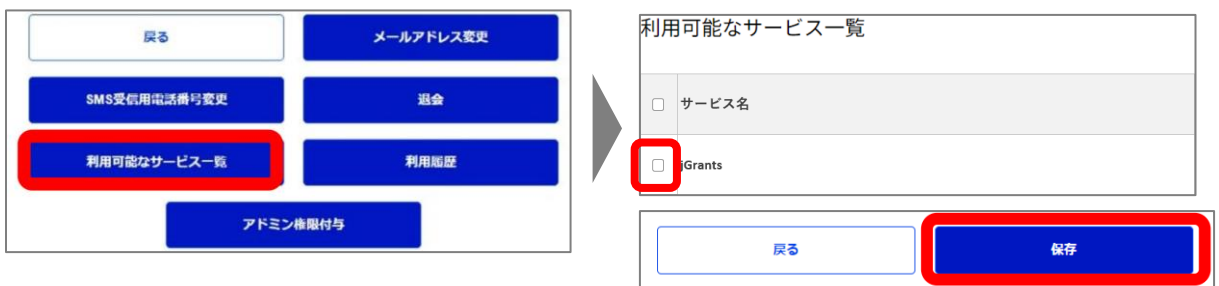 戻る
メールアドレス変更
SMS受信用電話番号変更
退会
利用可能なサービス一覧
利用履歴
アドミン権限付与
利用可能なサービス一覧
サービス名
jGrants
戻る
保存